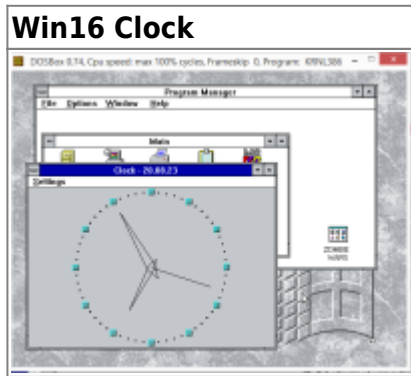 Win16 Clock
DOSBox 0.74, Cpu speed: max 100% cycles, Frameskip 0, Program: KRNL386
Program Manager
File Options Window Help
Main
Clock - 20.08.23
Settings